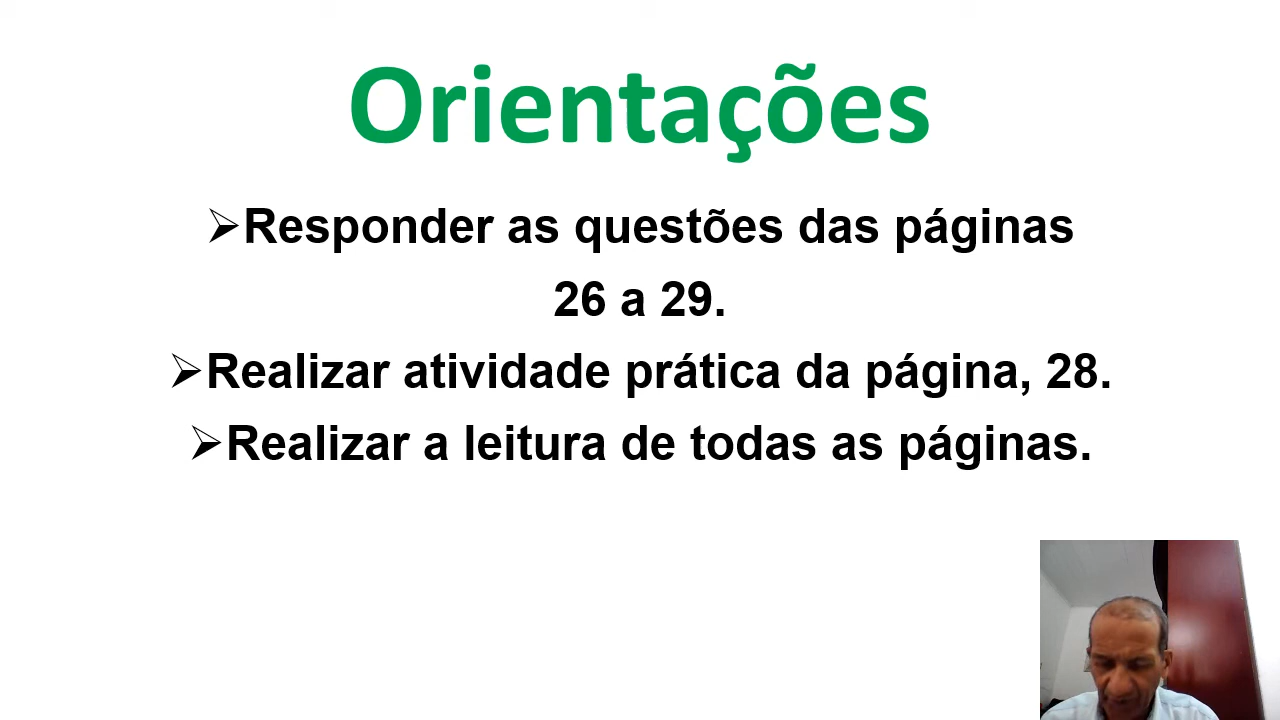 Orientações
➢Responder as questões das páginas
26 a 29.
➢Realizar atividade prática da página, 28.
➢Realizar a leitura de todas as páginas.